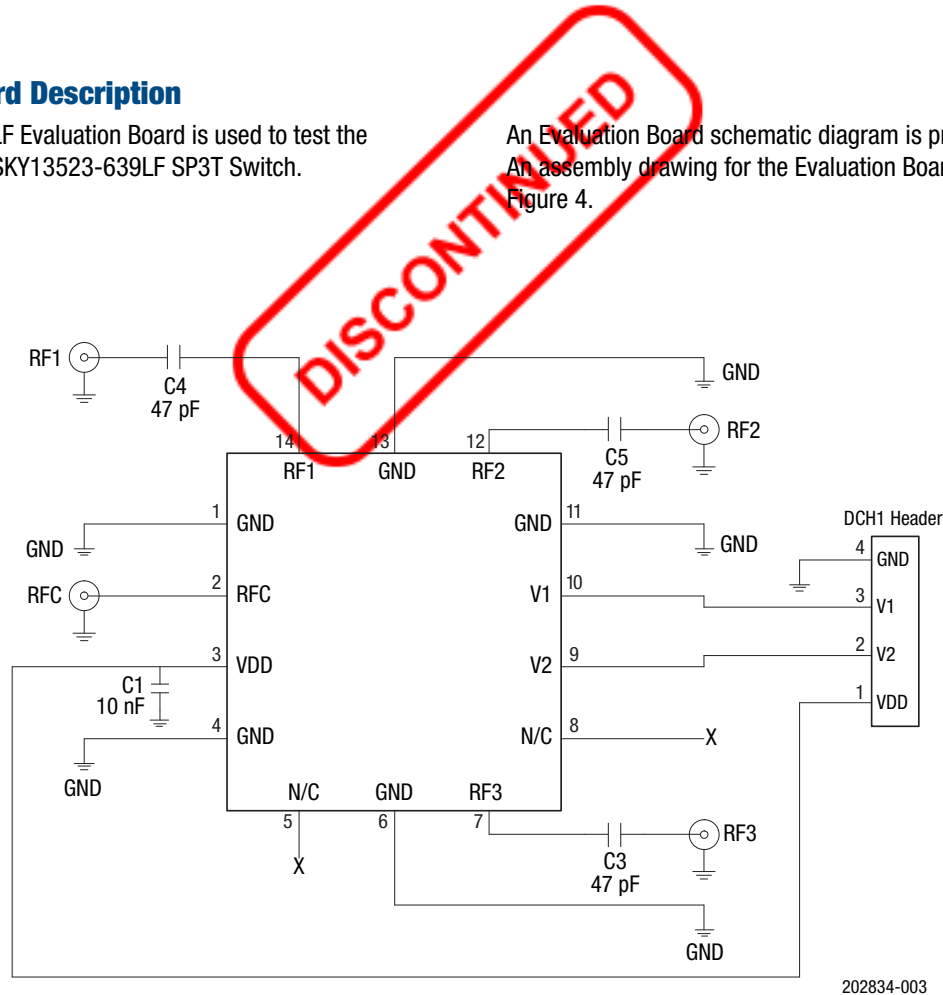 rd Description
LF Evaluation Board is used to test the
SKY13523-639LF SP3T Switch.
An Evaluation Board schematic diagram is pr
An assembly drawing for the Evaluation Boar
Figure 4.
DISCONTINUED
RF1
C4
47 pF
GND
RF2
C5
47 pF
14
13
12
RF1
GND
RF2
1
GND
GND
11
GND
GND
DCH1 Header
4
GND
RFC
2
RFC
V1
10
3
V1
3
VDD
V2
9
2
V2
C1
10 nF
1
VDD
4
GND
N/C
8
X
GND
N/C
GND
RF3
5
6
7
X
RF3
C3
47 pF
GND
202834-003